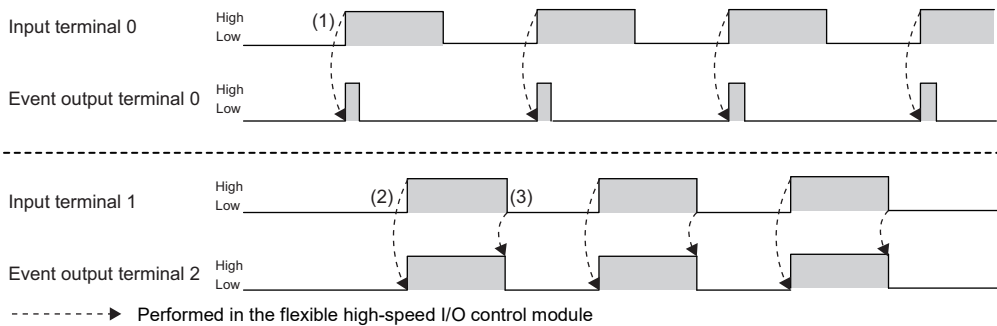 Input terminal 0
High
Low
(1)
Event output terminal 0
High
Low
Input terminal 1
High
Low
(2)
(3)
Event output terminal 2
High
Low
Performed in the flexible high-speed I/O control module